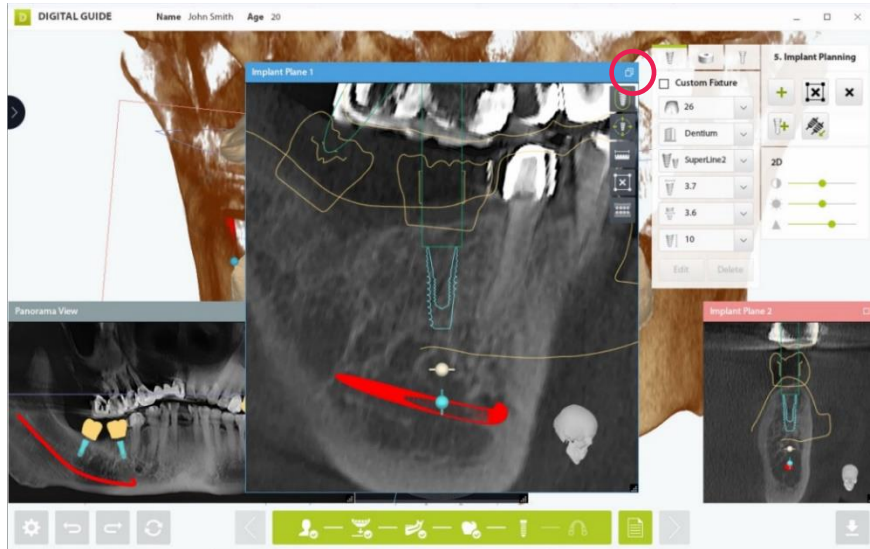 D DIGITAL GUIDE Name John Smith Age 20
Implant Plane 1
5. Implant Planning
Custom Fixture
26
Dentium
SuperLine2
3.7
3.6
10
Edit Delete
2D
Panorama View
Implant Plane 2